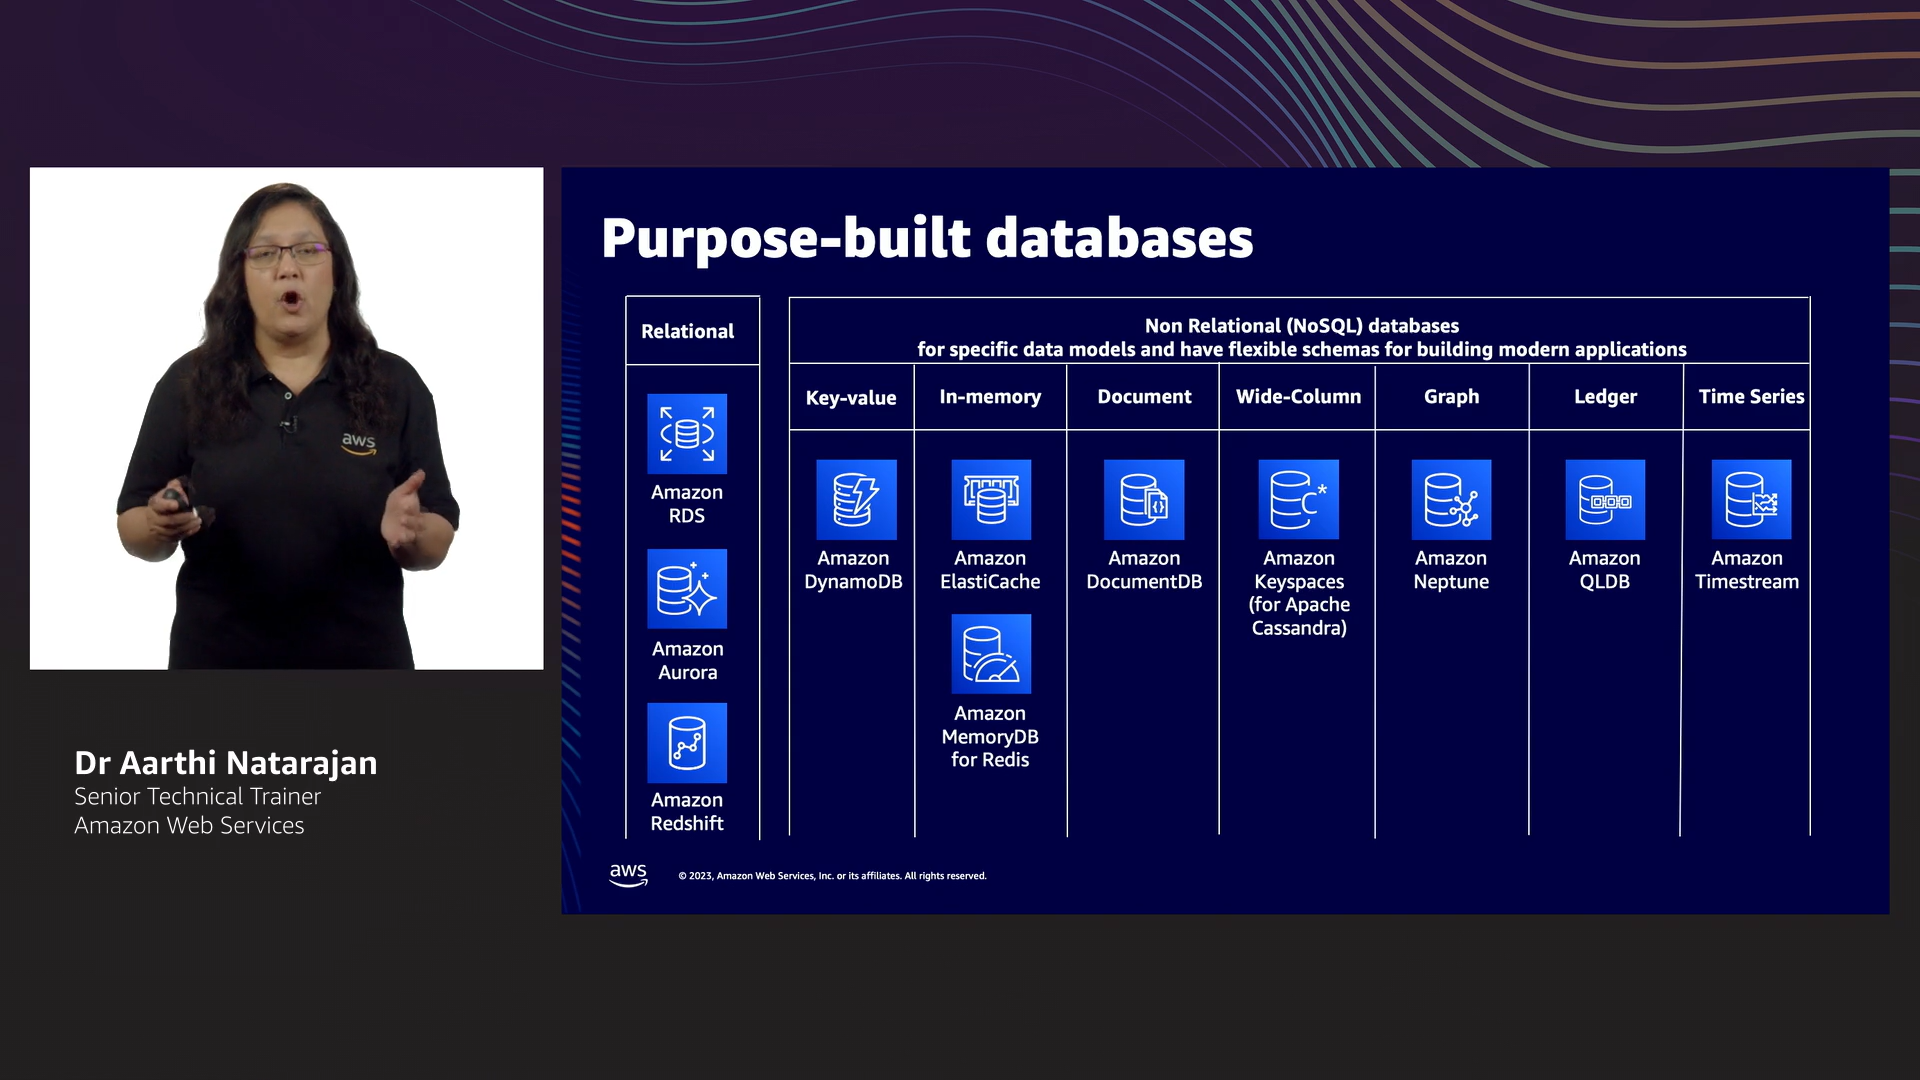 aws
Dr Aarthi Natarajan
Senior Technical Trainer
Amazon Web Services
Purpose-built databases
Relational
Amazon
RDS
Amazon
Aurora
Amazon
Redshift
Non Relational (NoSQL) databases
for specific data models and have flexible schemas for building modern applications
Key-value
Amazon
DynamoDB
In-memory
Amazon
ElastiCache
Amazon
MemoryDB
for Redis
Document
Amazon
DocumentDB
Wide-Column
C*
Amazon
Keyspaces
(for Apache
Cassandra)
Graph
Amazon
Neptune
Ledger
Amazon
QLDB
Time Series
Amazon
Timestream
aws
© 2023, Amazon Web Services, Inc. or its affiliates. All rights reserved.